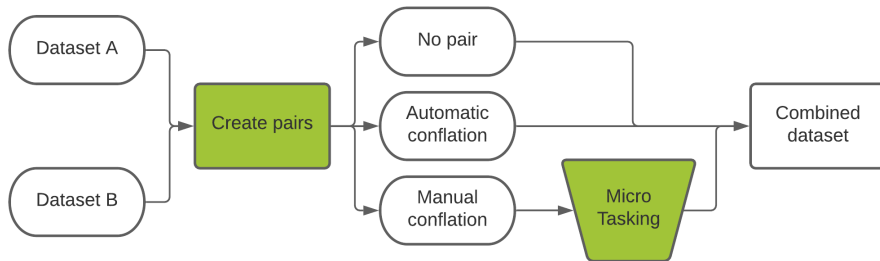 Dataset A
Dataset B
Create pairs
No pair
Automatic
conflation
Manual
conflation
Micro
Tasking
Combined
dataset